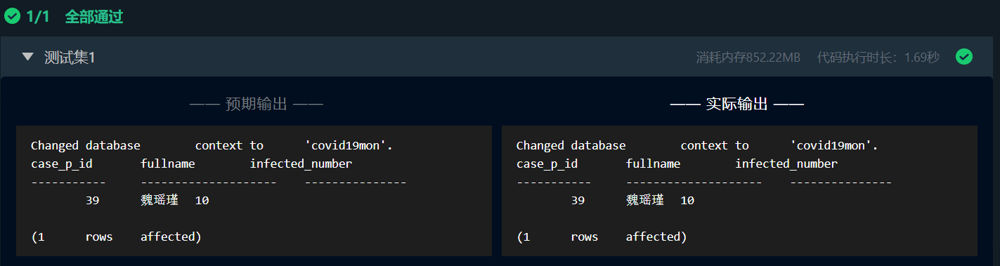 1/1 全部通过
测试集1 消耗内存852.22MB 代码执行时长：1.69秒
—— 预期输出 ——
Changed database context to 'covid19mon'.
case_p_id fullname infected_number
----------- -------------------- ---------------
39 魏瑶瑾 10
(1 rows affected)
—— 实际输出 ——
Changed database context to 'covid19mon'.
case_p_id fullname infected_number
----------- -------------------- ---------------
39 魏瑶瑾 10
(1 rows affected)